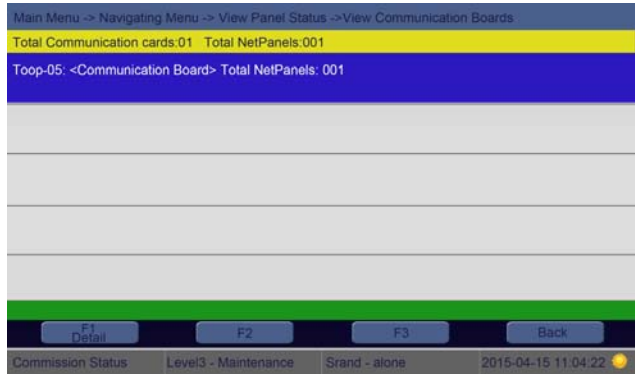 Main Menu -> Navigating Menu -> View Panel Status ->View Communication Boards
Total Communication cards:01 Total NetPanels:001
Toop-05: <Communication Board> Total NetPanels: 001
F1 F2 F3 Back
Detail
Commission Status Level3 - Maintenance Srand - alone 2015-04-15 11:04:22